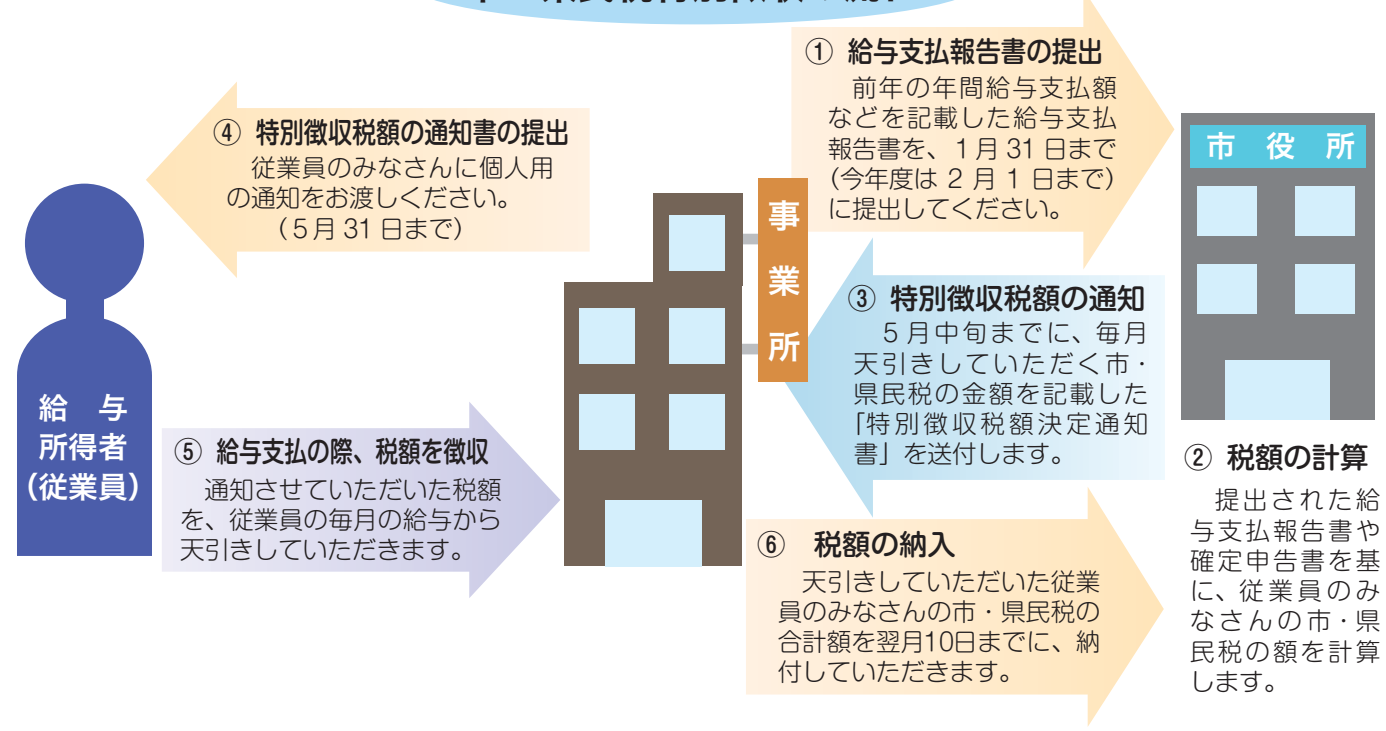 ① 給与支払報告書の提出
前年の年間給与支払額
などを記載した給与支払
報告書を、1月 31 日まで
(今年度は 2 月 1 日まで)
に提出してください。
市 役 所
② 税額の計算
提出された給
与支払報告書や
確定申告書を基
に、従業員のみ
なさんの市・県
民税の額を計算
します。
③ 特別徴収税額の通知
5月中旬までに、毎月
天引きしていただく市・
県民税の金額を記載した
「特別徴収税額決定通知
書」を送付します。
事業所
④ 特別徴収税額の通知書の提出
従業員のみなさんに個人用
の通知をお渡しください。
(5月 31 日まで)
給 与
所得者
(従業員)
⑤ 給与支払の際、税額を徴収
通知させていただいた税額
を、従業員の毎月の給与から
天引きしていただきます。
⑥ 税額の納入
天引きしていただいた従業
員のみなさんの市・県民税の
合計額を翌月10日までに、納
付していただきます。